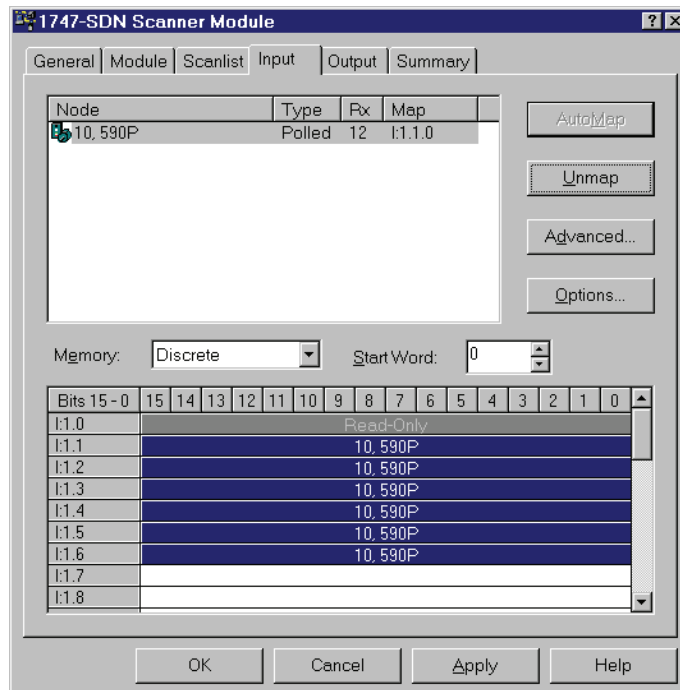 1747-SDN Scanner Module
General Module Scanlist Input Output Summary
Node Type Rx Map
10, 590P Polled 12 I:1.1.0
AutoMap
Unmap
Advanced...
Options...
Memory: Discrete Start Word: 0
Bits 15 - 0 15 14 13 12 11 10 9 8 7 6 5 4 3 2 1 0
I:1.0 Read-Only
I:1.1 10, 590P
I:1.2 10, 590P
I:1.3 10, 590P
I:1.4 10, 590P
I:1.5 10, 590P
I:1.6 10, 590P
I:1.7
I:1.8
OK Cancel Apply Help